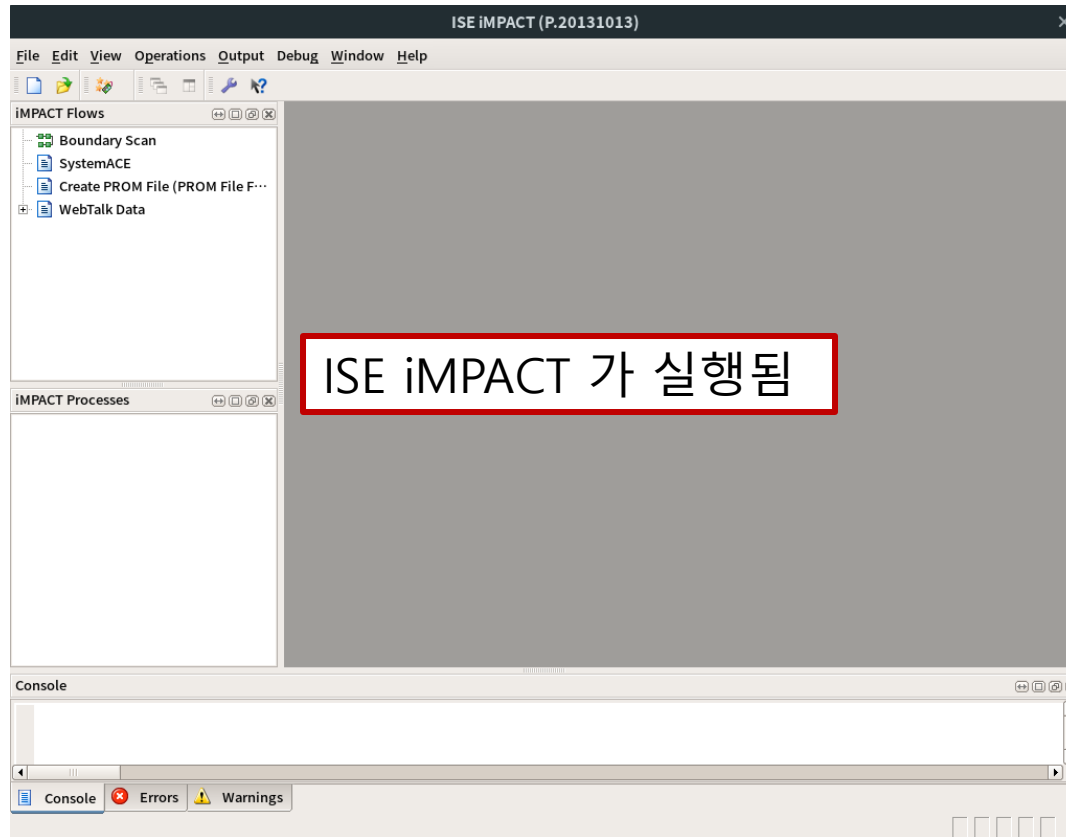 ISE iMPACT (P.20131013)
File Edit View Operations Output Debug Window Help
iMPACT Flows
Boundary Scan
SystemACE
Create PROM File (PROM File F···
WebTalk Data
ISE iMPACT 가 실행됨
iMPACT Processes
Console
Console Errors Warnings